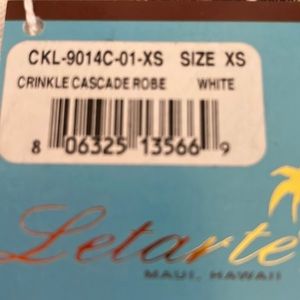 CKL-9014C-01-XS SIZE XS
CRINKLE CASCADE ROBE WHITE
8 06325 13566 9
Letarte
MAUI, HAWAII